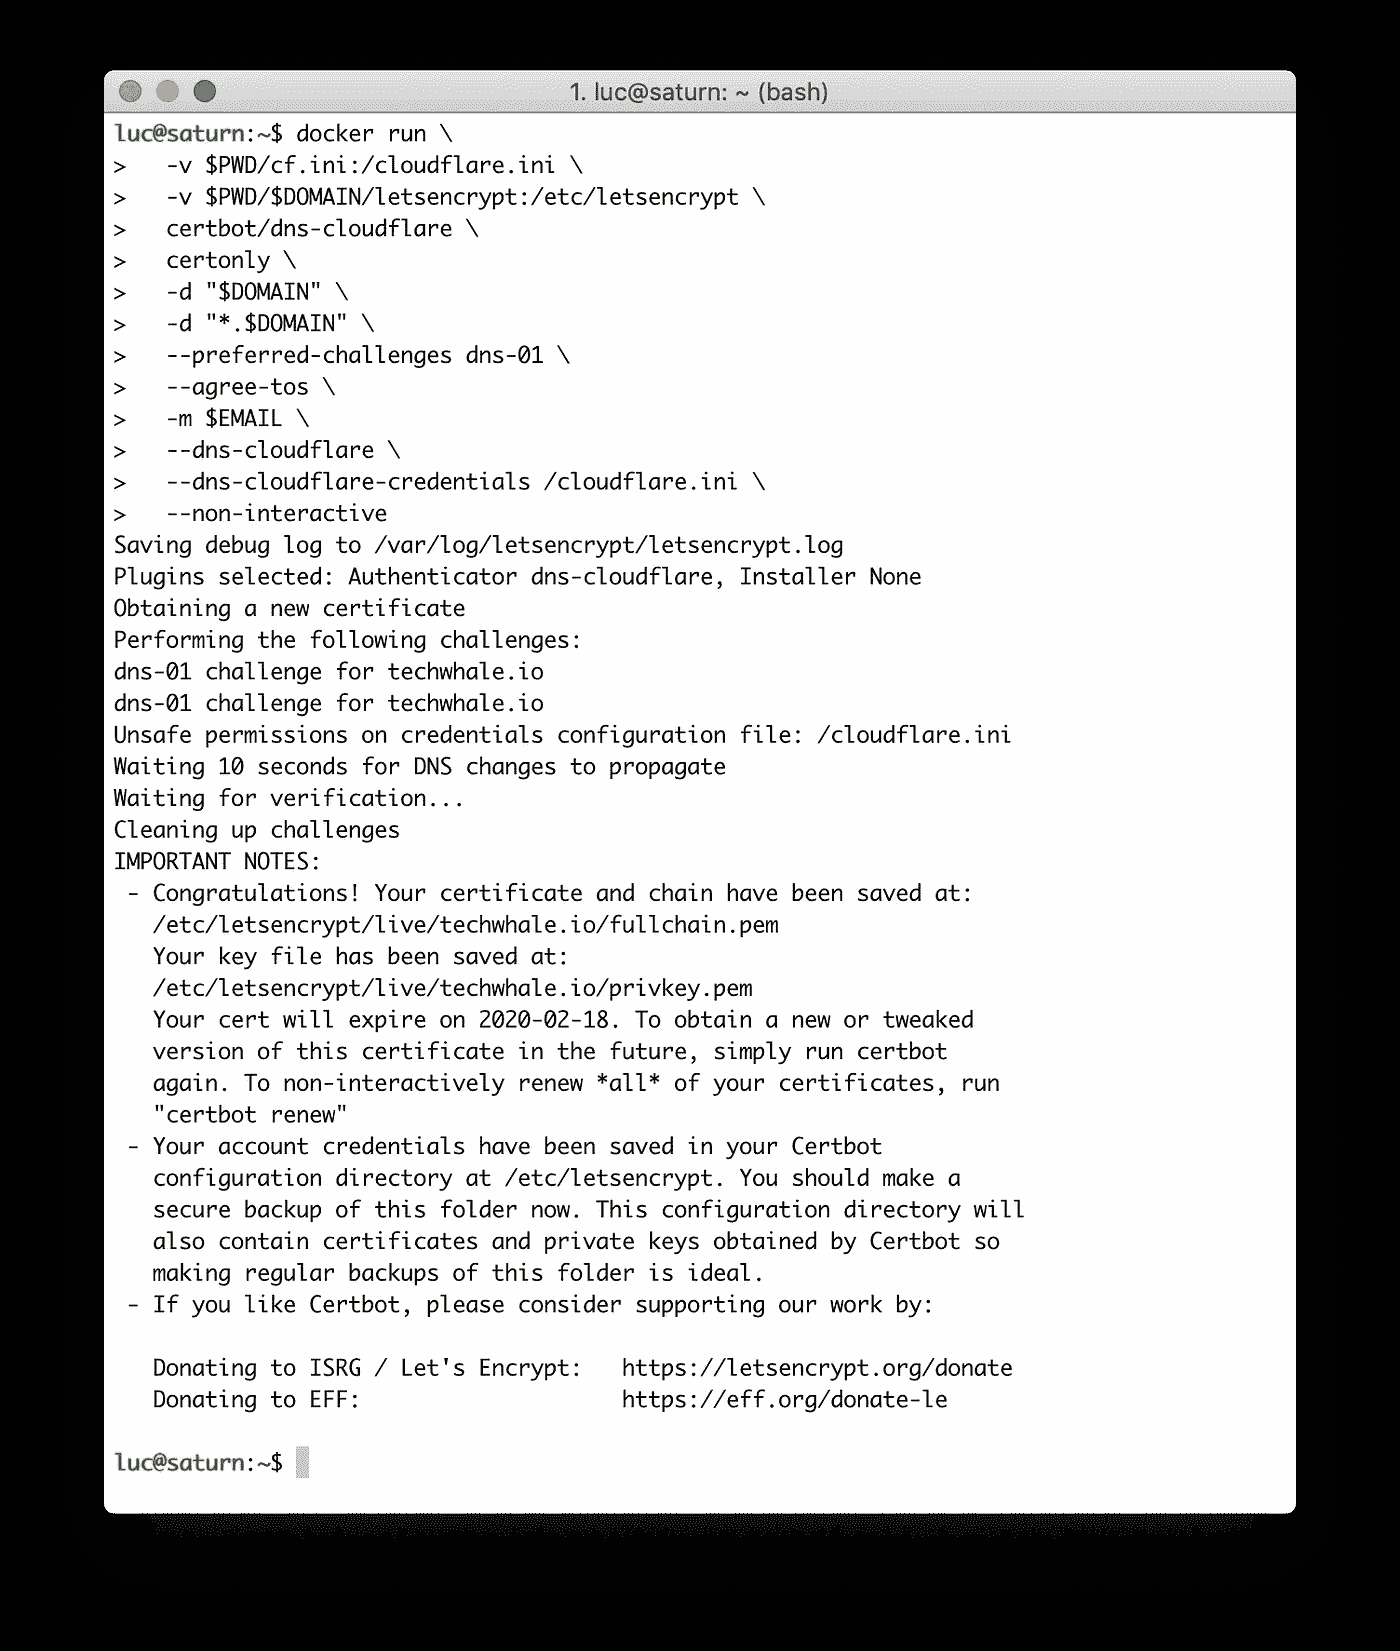 1. luc@saturn: ~ (bash)
luc@saturn:~$ docker run \
>   -v $PWD/cf.ini:/cloudflare.ini \
>   -v $PWD/$DOMAIN/letsencrypt:/etc/letsencrypt \
>   certbot/dns-cloudflare \
>   certonly \
>   -d "$DOMAIN" \
>   -d "*.$DOMAIN" \
>   --preferred-challenges dns-01 \
>   --agree-tos \
>   -m $EMAIL \
>   --dns-cloudflare \
>   --dns-cloudflare-credentials /cloudflare.ini \
>   --non-interactive
Saving debug log to /var/log/letsencrypt/letsencrypt.log
Plugins selected: Authenticator dns-cloudflare, Installer None
Obtaining a new certificate
Performing the following challenges:
dns-01 challenge for techwhale.io
dns-01 challenge for techwhale.io
Unsafe permissions on credentials configuration file: /cloudflare.ini
Waiting 10 seconds for DNS changes to propagate
Waiting for verification...
Cleaning up challenges
IMPORTANT NOTES:
 - Congratulations! Your certificate and chain have been saved at:
   /etc/letsencrypt/live/techwhale.io/fullchain.pem
   Your key file has been saved at:
   /etc/letsencrypt/live/techwhale.io/privkey.pem
   Your cert will expire on 2020-02-18. To obtain a new or tweaked
   version of this certificate in the future, simply run certbot
   again. To non-interactively renew *all* of your certificates, run
   "certbot renew"
 - Your account credentials have been saved in your Certbot
   configuration directory at /etc/letsencrypt. You should make a
   secure backup of this folder now. This configuration directory will
   also contain certificates and private keys obtained by Certbot so
   making regular backups of this folder is ideal.
 - If you like Certbot, please consider supporting our work by:
   Donating to ISRG / Let's Encrypt:   https://letsencrypt.org/donate
   Donating to EFF:                    https://eff.org/donate-le
luc@saturn:~$